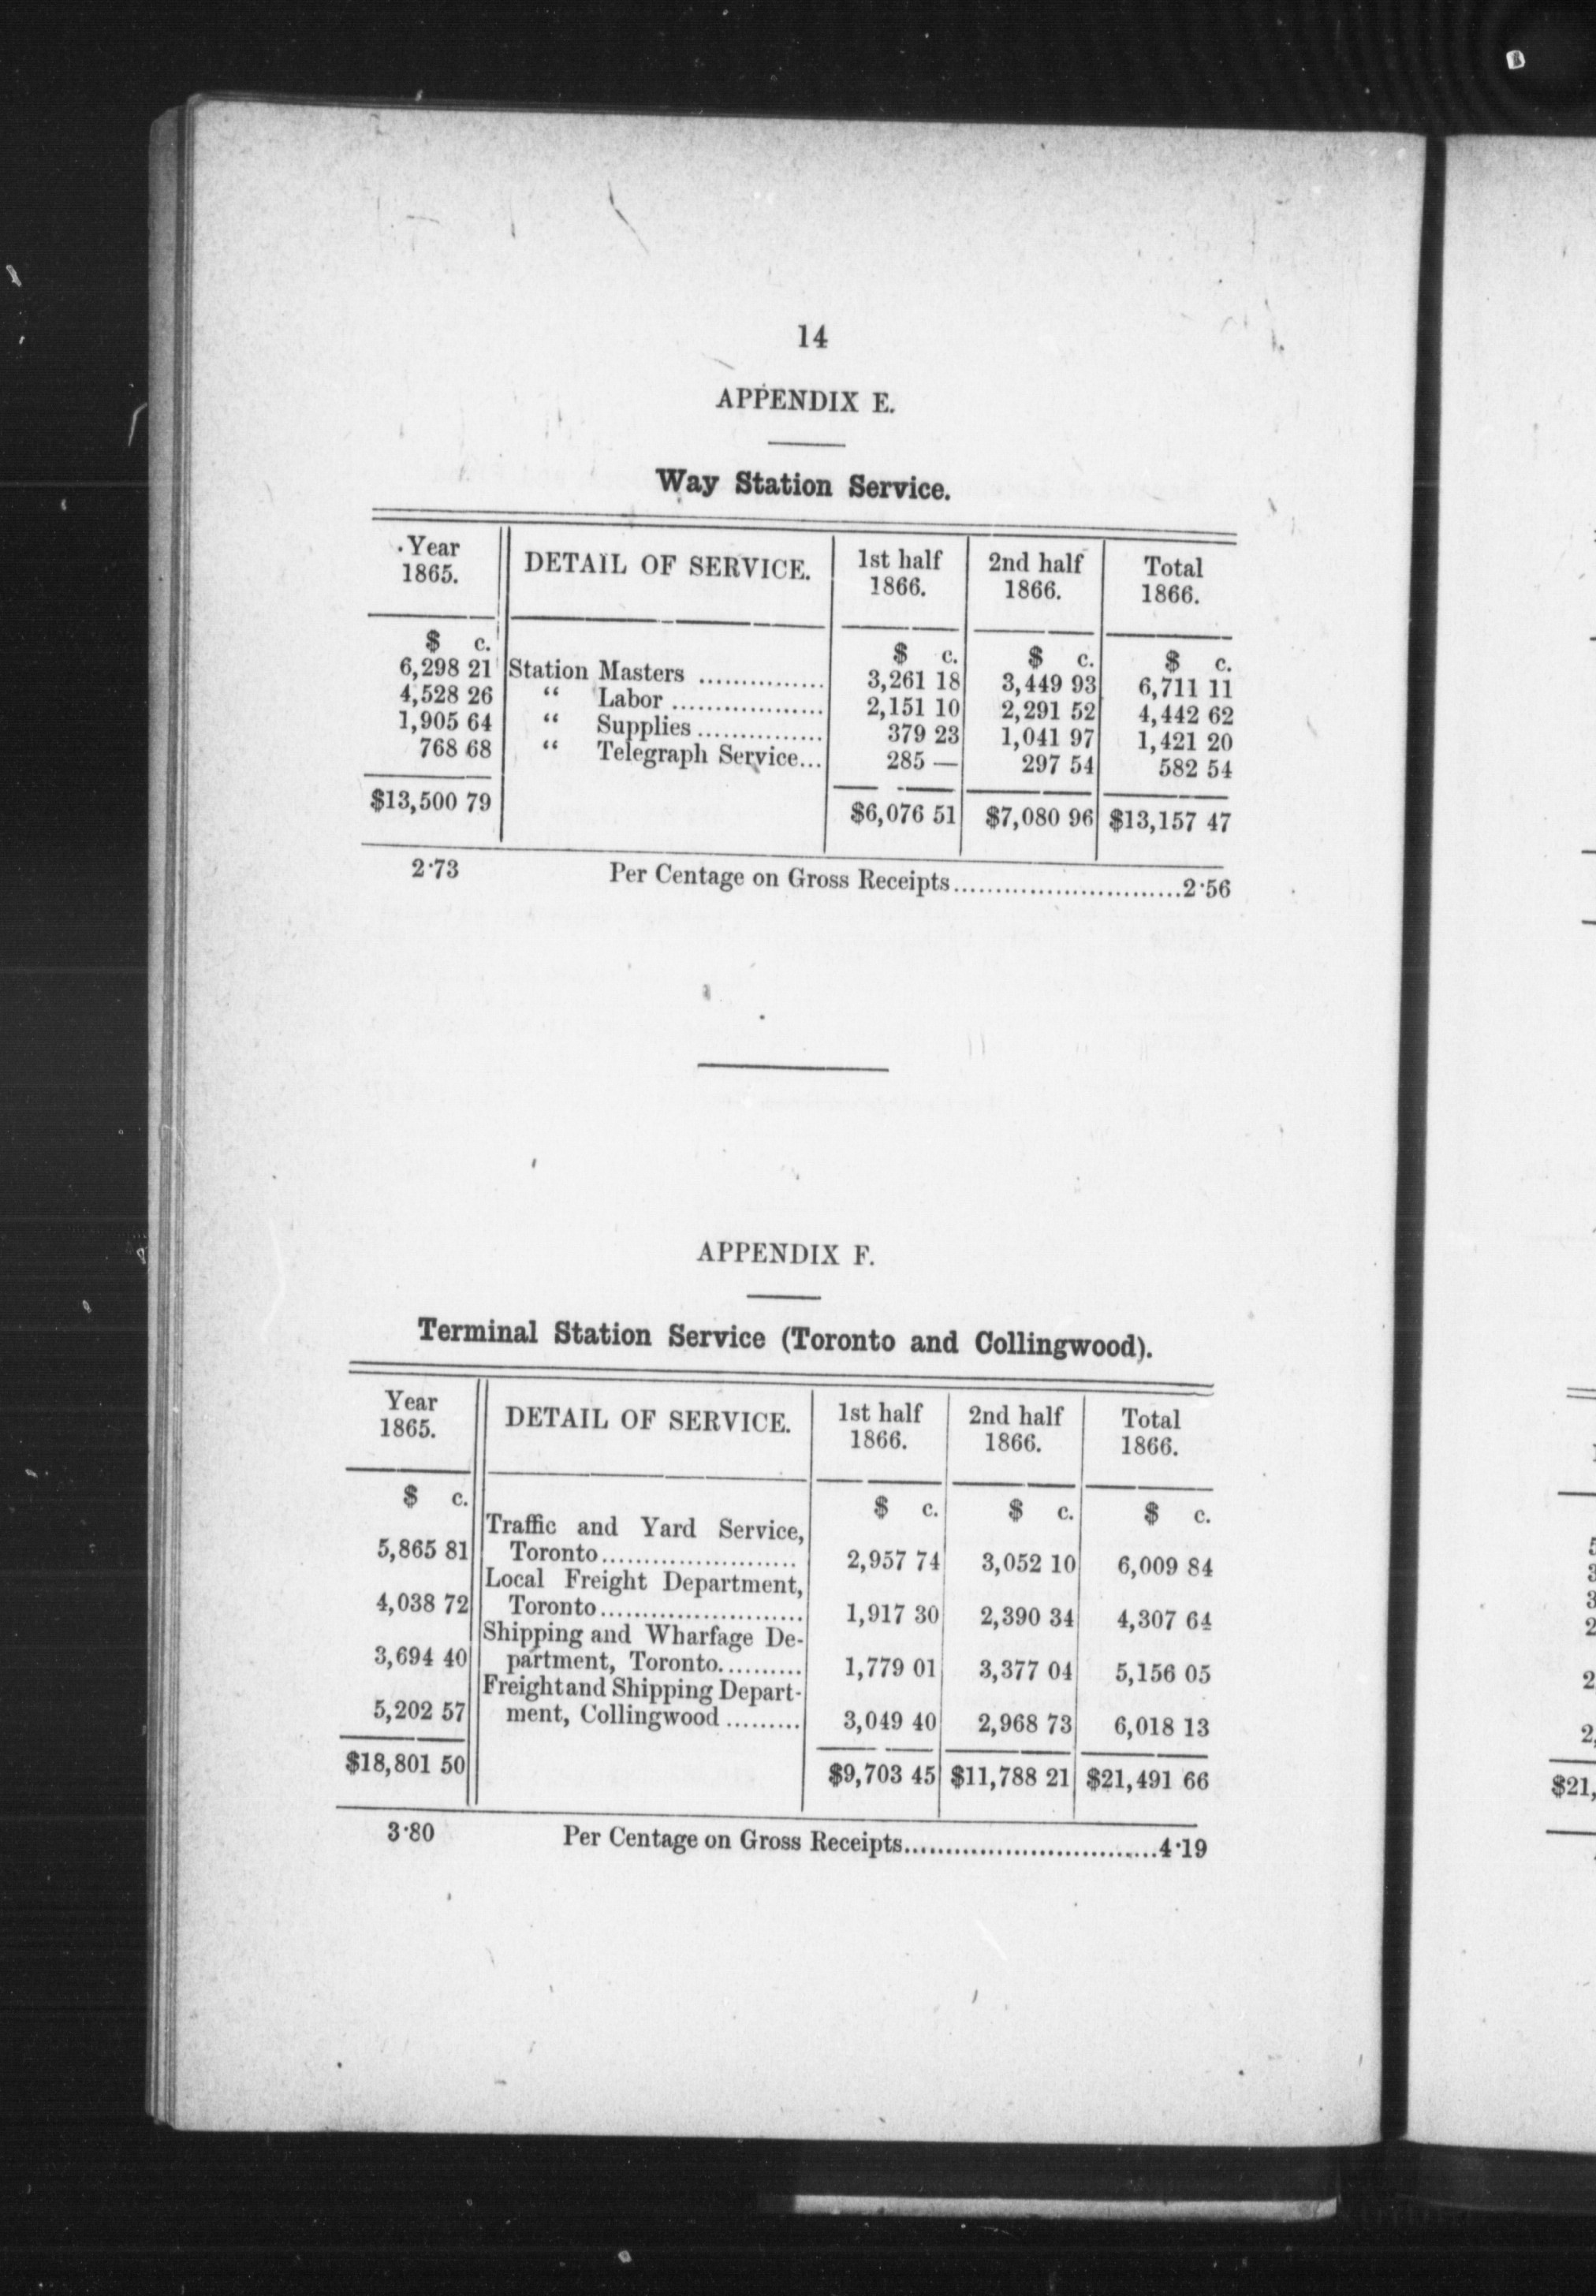 14
APPENDIX E.
Way Station Service.
Year 1865. DETAIL OF SERVICE. 1st half 1866. 2nd half 1866. Total 1866.
$ c. $ c. $ c. $ c.
6,298 21 Station Masters ............... 3,261 18 3,449 93 6,711 11
4,528 26 “ Labor .................. 2,151 10 2,291 52 4,442 62
1,905 64 “ Supplies ............... 379 23 1,041 97 1,421 20
768 68 “ Telegraph Service... 285 — 297 54 582 54
$13,500 79 $6,076 51 $7,080 96 $13,157 47
2·73 Per Centage on Gross Receipts...........................2·56
APPENDIX F.
Terminal Station Service (Toronto and Collingwood).
Year 1865. DETAIL OF SERVICE. 1st half 1866. 2nd half 1866. Total 1866.
$ c. $ c. $ c. $ c.
Traffic and Yard Service,
5,865 81 Toronto....................... 2,957 74 3,052 10 6,009 84
Local Freight Department,
4,038 72 Toronto........................ 1,917 30 2,390 34 4,307 64
Shipping and Wharfage De-
3,694 40 partment, Toronto.......... 1,779 01 3,377 04 5,156 05
Freight and Shipping Depart-
5,202 57 ment, Collingwood ......... 3,049 40 2,968 73 6,018 13
$18,801 50 $9,703 45 $11,788 21 $21,491 66
3·80 Per Centage on Gross Receipts..............................4·19